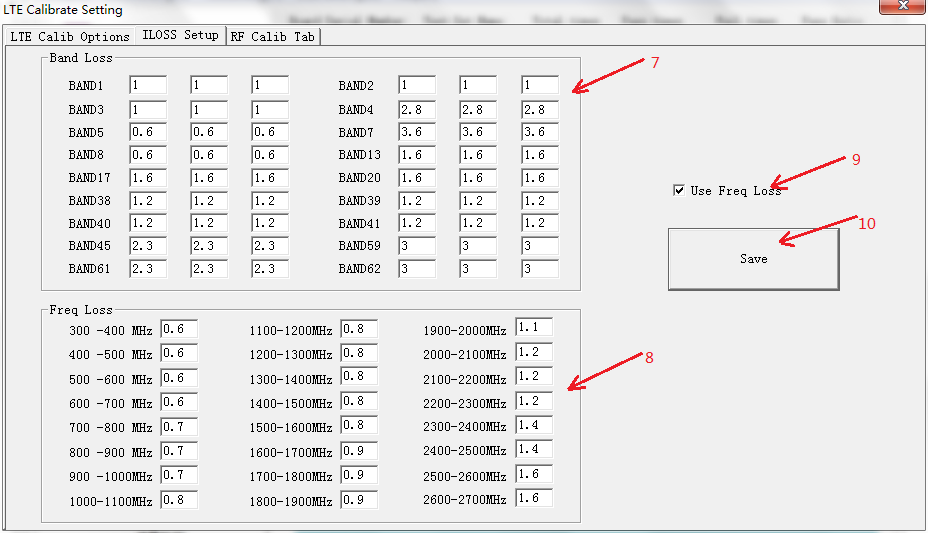 LTE Calibrate Setting
LTE Calib Options ILOSS Setup RF Calib Tab
Band Loss
BAND1 1 1 1 BAND2 1 1 1
7
BAND3 1 1 1 BAND4 2.8 2.8 2.8
BAND5 0.6 0.6 0.6 BAND7 3.6 3.6 3.6
BAND8 0.6 0.6 0.6 BAND13 1.6 1.6 1.6
9
BAND17 1.6 1.6 1.6 BAND20 1.6 1.6 1.6
Use Freq Loss
BAND38 1.2 1.2 1.2 BAND39 1.2 1.2 1.2
BAND40 1.2 1.2 1.2 BAND41 1.2 1.2 1.2
10
BAND45 2.3 2.3 2.3 BAND59 3 3 3
Save
BAND61 2.3 2.3 2.3 BAND62 3 3 3
Freq Loss
300 -400 MHz 0.6 1100-1200MHz 0.8 1900-2000MHz 1.1
400 -500 MHz 0.6 1200-1300MHz 0.8 2000-2100MHz 1.2
8
500 -600 MHz 0.6 1300-1400MHz 0.8 2100-2200MHz 1.2
600 -700 MHz 0.6 1400-1500MHz 0.8 2200-2300MHz 1.2
700 -800 MHz 0.7 1500-1600MHz 0.8 2300-2400MHz 1.4
800 -900 MHz 0.7 1600-1700MHz 0.9 2400-2500MHz 1.4
900 -1000MHz 0.7 1700-1800MHz 0.9 2500-2600MHz 1.6
1000-1100MHz 0.8 1800-1900MHz 0.9 2600-2700MHz 1.6